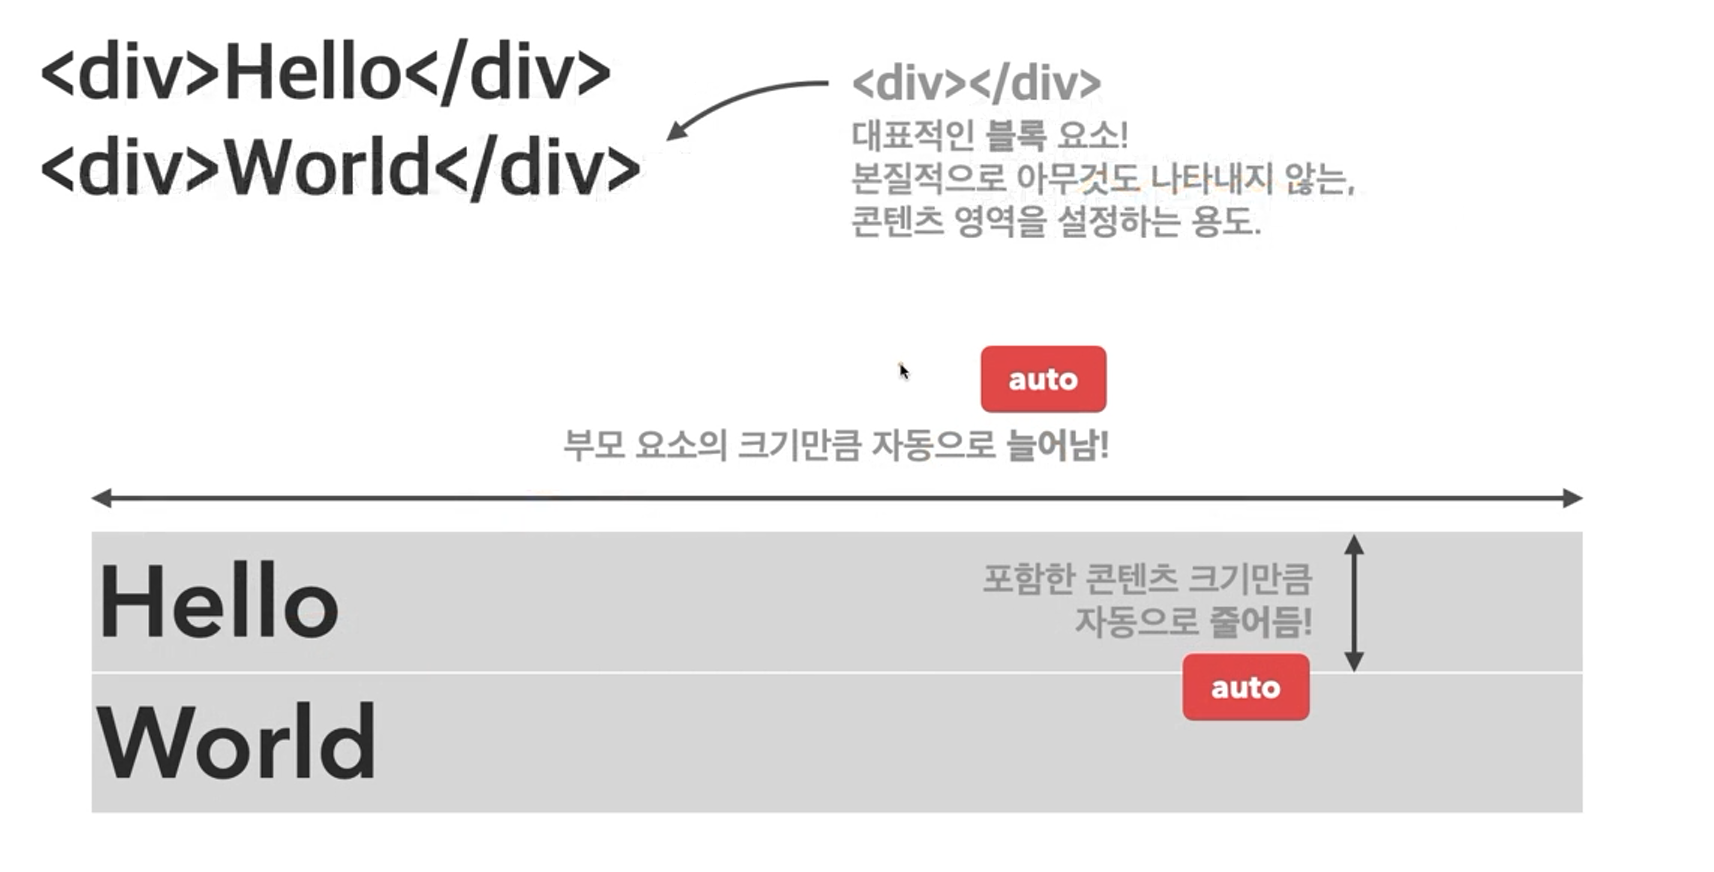 <div>Hello</div>
<div>World</div>
<div></div>
대표적인 블록 요소!
본질적으로 아무것도 나타내지 않는,
콘텐츠 영역을 설정하는 용도.
auto
부모 요소의 크기만큼 자동으로 늘어남!
Hello
포함한 콘텐츠 크기만큼
자동으로 줄어듬!
auto
World